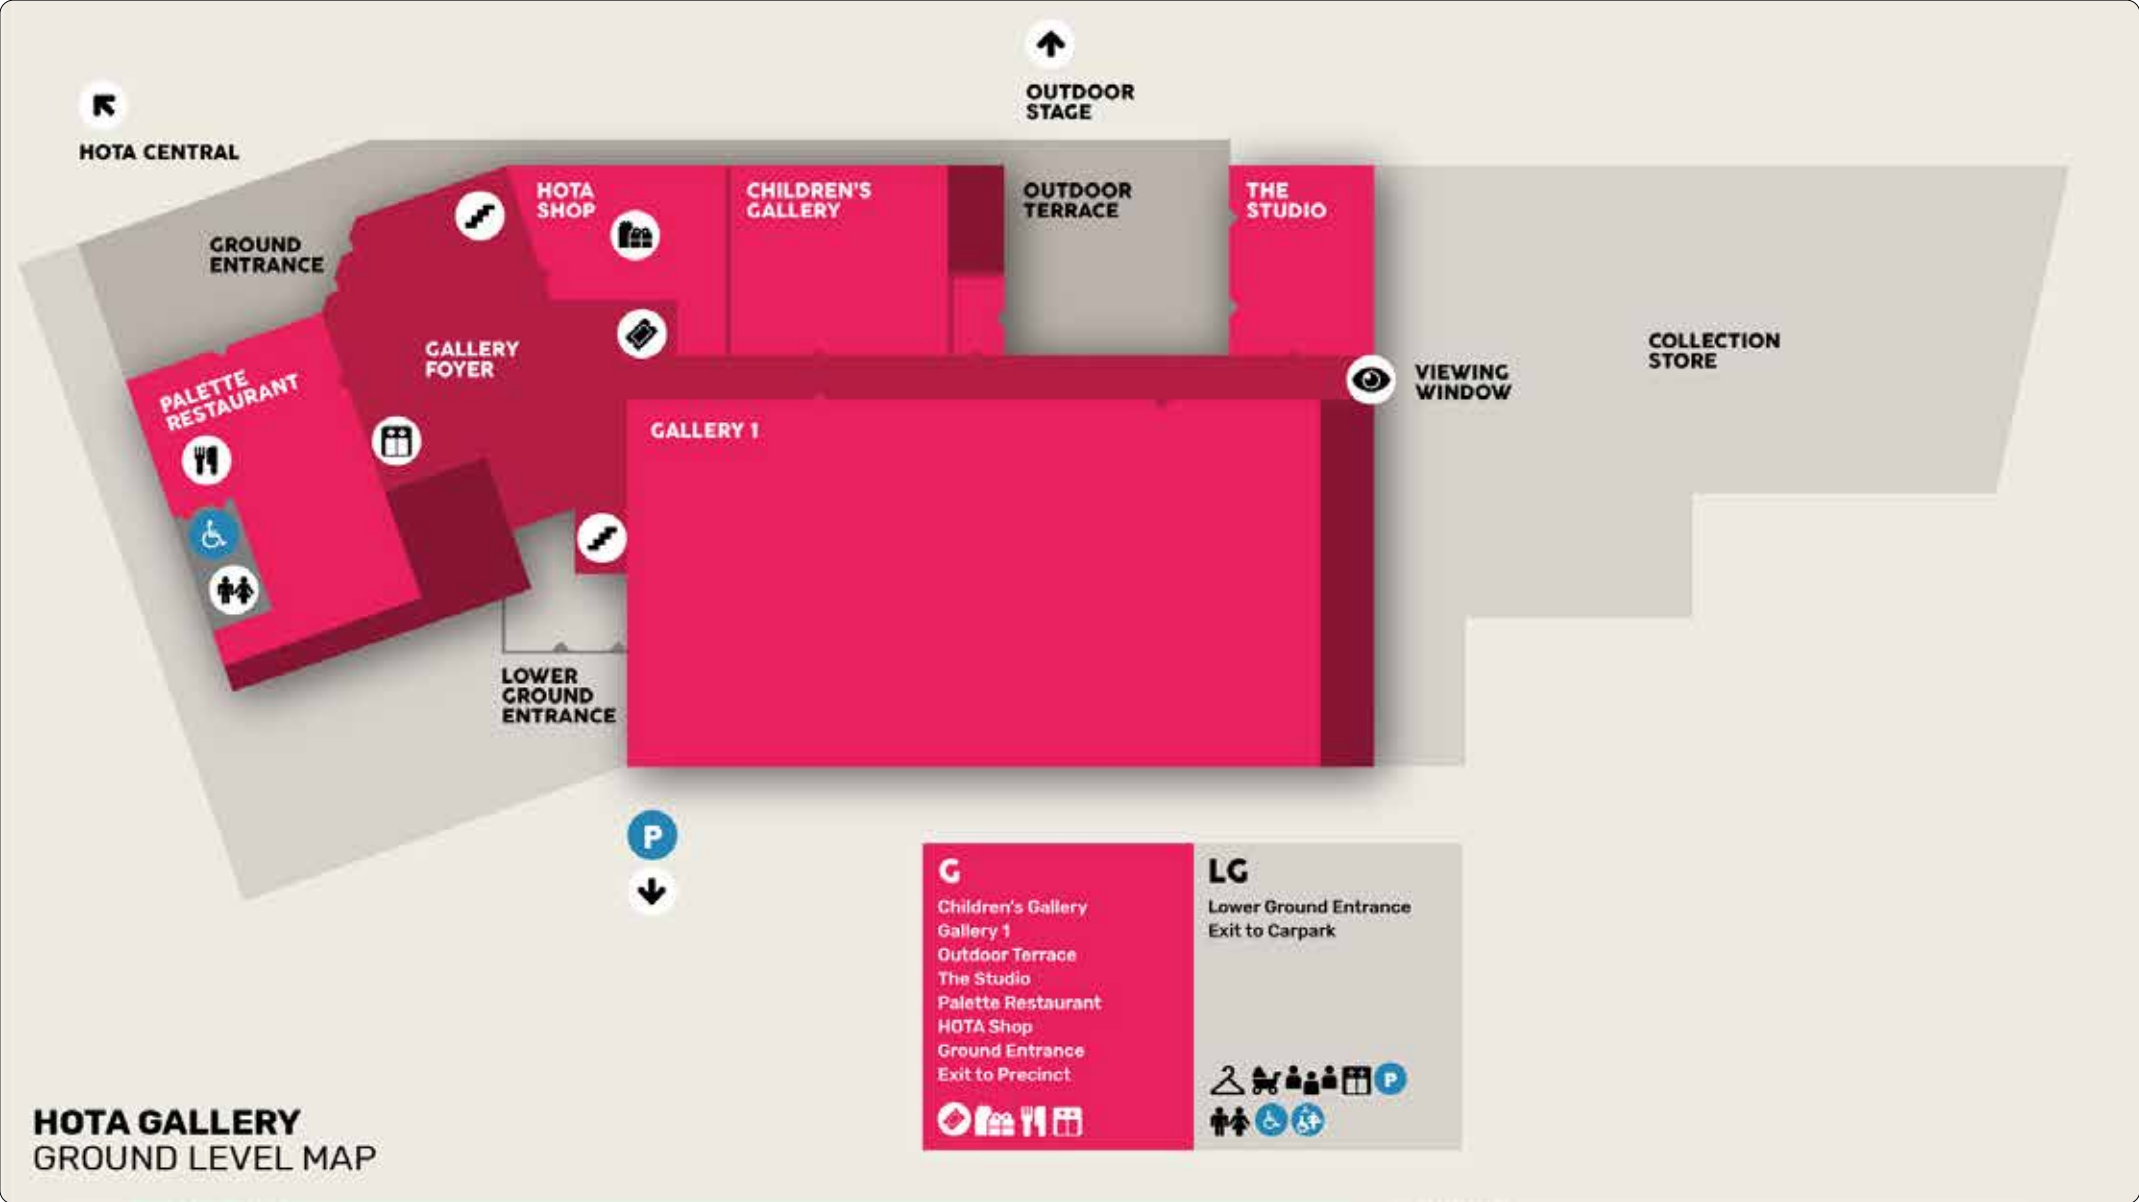 OUTDOOR
STAGE
HOTA CENTRAL
HOTA
SHOP
CHILDREN'S
GALLERY
OUTDOOR
TERRACE
THE
STUDIO
GROUND
ENTRANCE
GALLERY
FOYER
COLLECTION
STORE
VIEWING
WINDOW
PALETTE
RESTAURANT
GALLERY 1
LOWER
GROUND
ENTRANCE
P
G
Children's Gallery
Gallery 1
Outdoor Terrace
The Studio
Palette Restaurant
HOTA Shop
Ground Entrance
Exit to Precinct
LG
Lower Ground Entrance
Exit to Carpark
P
HOTA GALLERY
GROUND LEVEL MAP